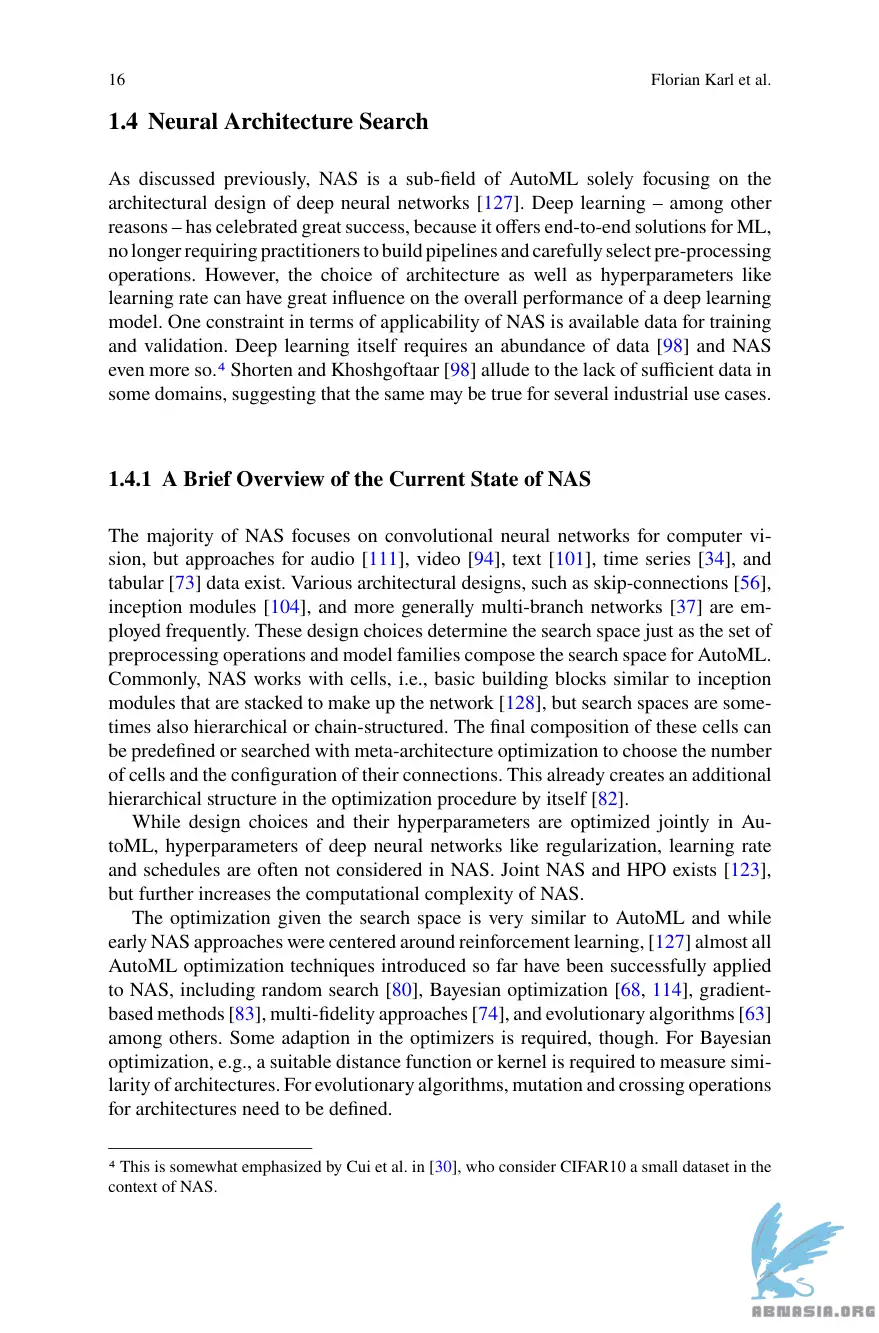 16
Florian Karl et al.
1.4 Neural Architecture Search
As discussed previously, NAS is a sub-field of AutoML solely focusing on the
architectural design of deep neural networks [127]. Deep learning – among other
reasons – has celebrated great success, because it offers end-to-end solutions for ML,
no longer requiring practitioners to build pipelines and carefully select pre-processing
operations. However, the choice of architecture as well as hyperparameters like
learning rate can have great influence on the overall performance of a deep learning
model. One constraint in terms of applicability of NAS is available data for training
and validation. Deep learning itself requires an abundance of data [98] and NAS
even more so.⁴ Shorten and Khoshgoftaar [98] allude to the lack of sufficient data in
some domains, suggesting that the same may be true for several industrial use cases.
1.4.1 A Brief Overview of the Current State of NAS
The majority of NAS focuses on convolutional neural networks for computer vi-
sion, but approaches for audio [111], video [94], text [101], time series [34], and
tabular [73] data exist. Various architectural designs, such as skip-connections [56],
inception modules [104], and more generally multi-branch networks [37] are em-
ployed frequently. These design choices determine the search space just as the set of
preprocessing operations and model families compose the search space for AutoML.
Commonly, NAS works with cells, i.e., basic building blocks similar to inception
modules that are stacked to make up the network [128], but search spaces are some-
times also hierarchical or chain-structured. The final composition of these cells can
be predefined or searched with meta-architecture optimization to choose the number
of cells and the configuration of their connections. This already creates an additional
hierarchical structure in the optimization procedure by itself [82].
While design choices and their hyperparameters are optimized jointly in Au-
toML, hyperparameters of deep neural networks like regularization, learning rate
and schedules are often not considered in NAS. Joint NAS and HPO exists [123],
but further increases the computational complexity of NAS.
The optimization given the search space is very similar to AutoML and while
early NAS approaches were centered around reinforcement learning, [127] almost all
AutoML optimization techniques introduced so far have been successfully applied
to NAS, including random search [80], Bayesian optimization [68, 114], gradient-
based methods [83], multi-fidelity approaches [74], and evolutionary algorithms [63]
among others. Some adaption in the optimizers is required, though. For Bayesian
optimization, e.g., a suitable distance function or kernel is required to measure simi-
larity of architectures. For evolutionary algorithms, mutation and crossing operations
for architectures need to be defined.
⁴ This is somewhat emphasized by Cui et al. in [30], who consider CIFAR10 a small dataset in the
context of NAS.
ABNASIA.ORG